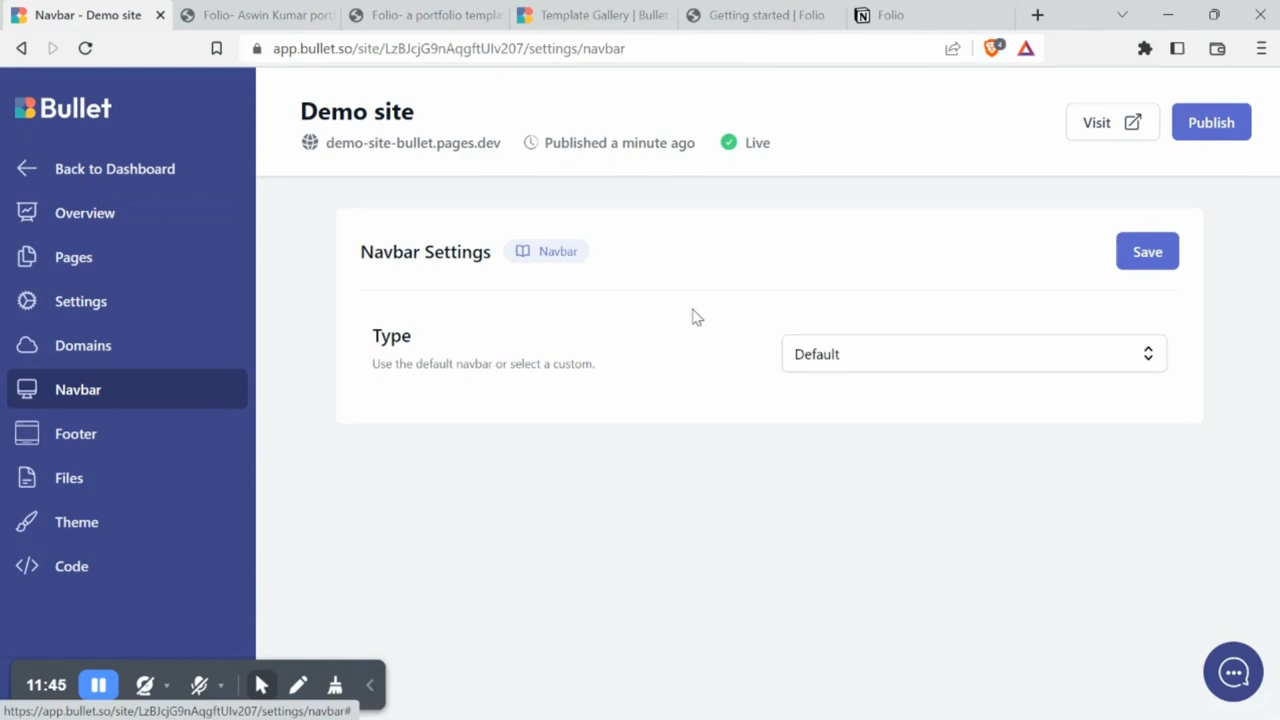 Navbar - Demo site
Folio- Aswin Kumar port
Folio- a portfolio templa
Template Gallery | Bullet
Getting started | Folio
Folio
app.bullet.so/site/LzBJcjG9nAqgftUIv207/settings/navbar
4
Bullet
Back to Dashboard
Overview
Pages
Settings
Domains
Navbar
Footer
Files
Theme
Code
Demo site
demo-site-bullet.pages.dev
Published a minute ago
Live
Visit
Publish
Navbar Settings
Navbar
Save
Type
Use the default navbar or select a custom.
Default
11:45
https://app.bullet.so/site/LzBJcjG9nAqgftUIv207/settings/navbar#